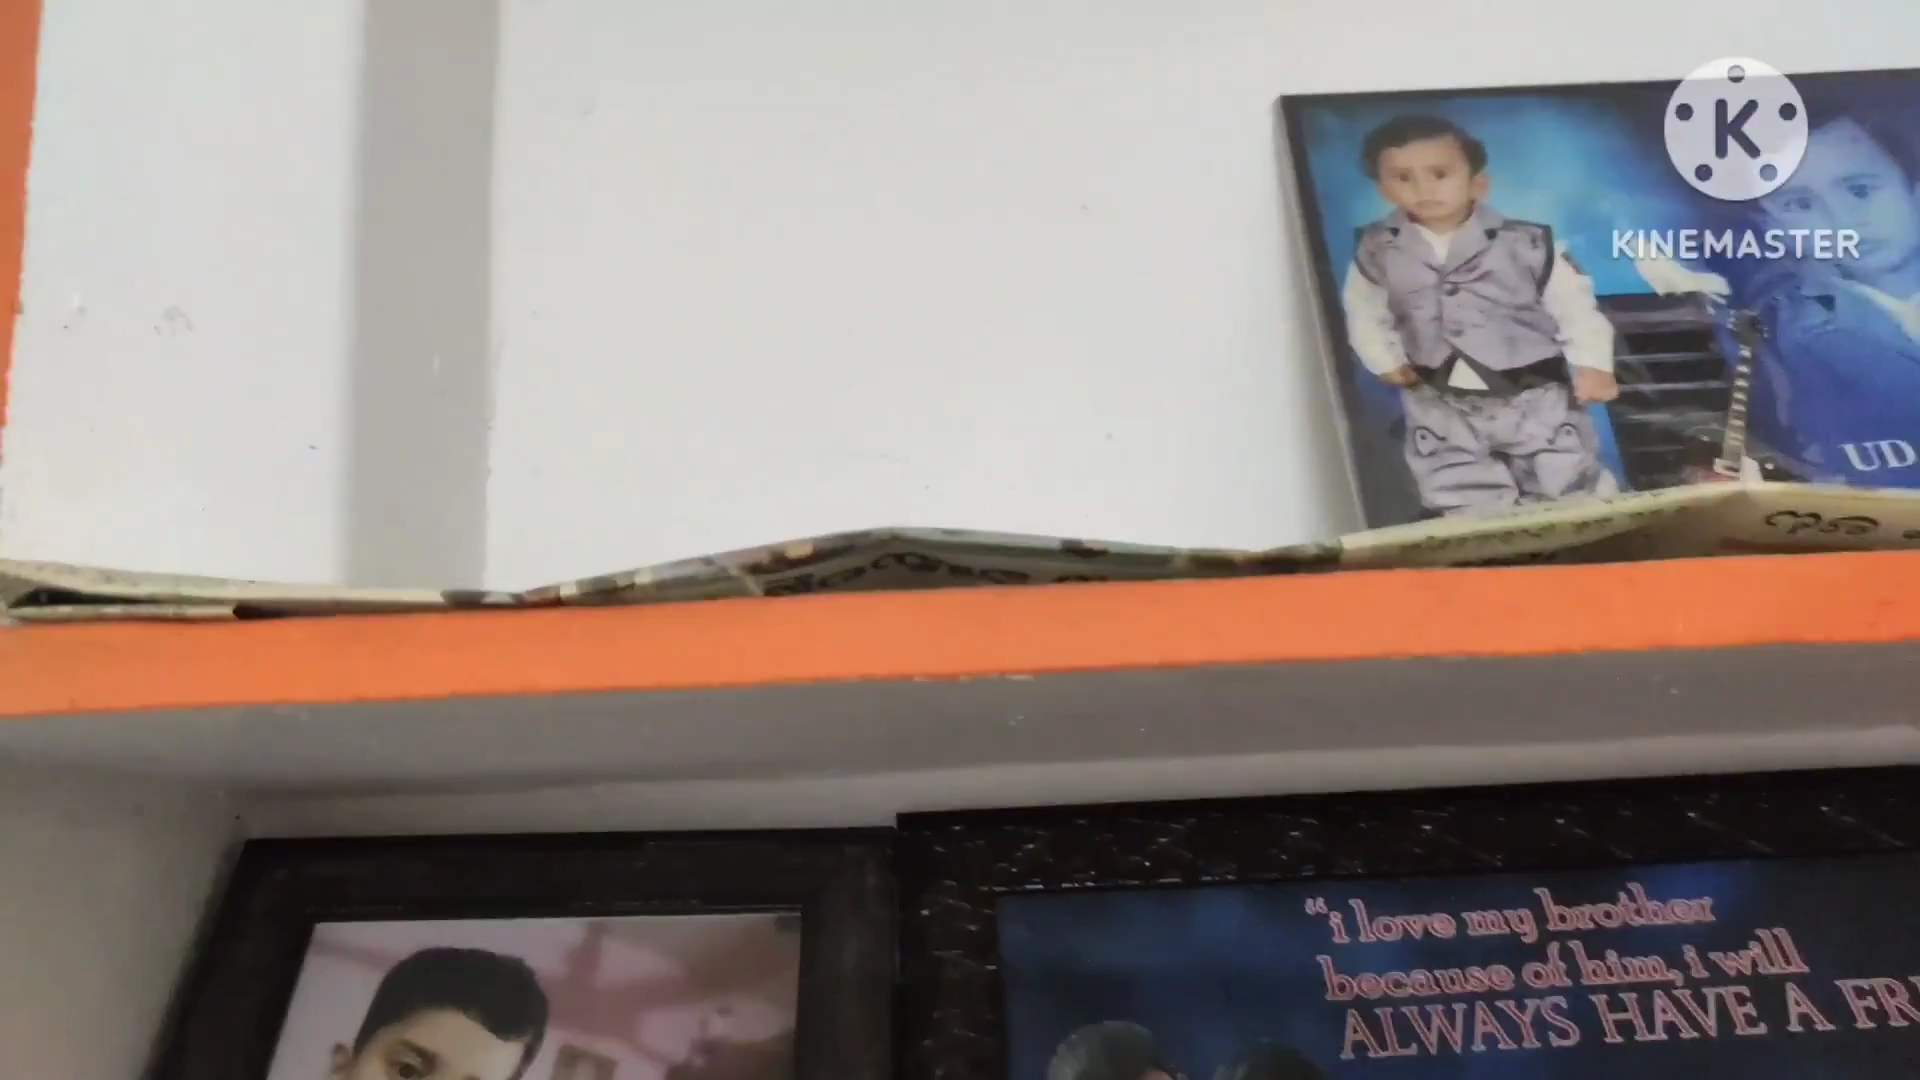 K
KINEMASTER
UD
“i love my brother
because of him, i will
ALWAYS HAVE A FR